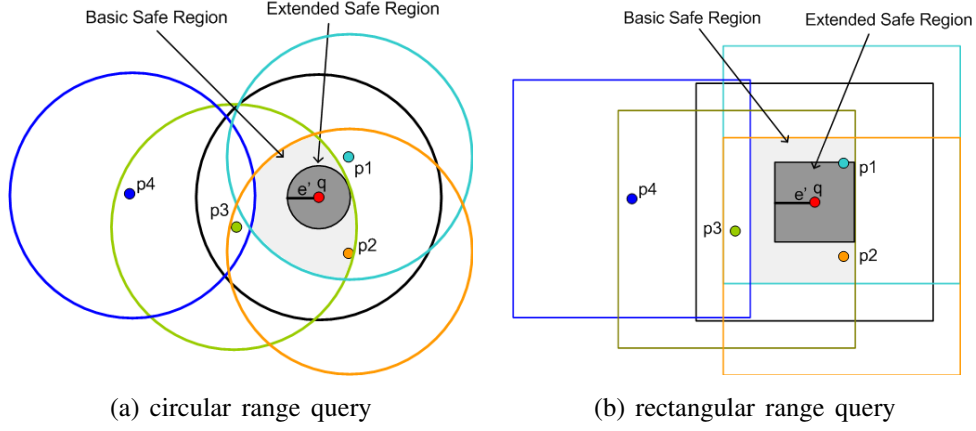 Basic Safe Region
Extended Safe Region
p4
p3
e' q
p1
p2
(a) circular range query
Basic Safe Region
Extended Safe Region
p4
p3
e' q
p1
p2
(b) rectangular range query